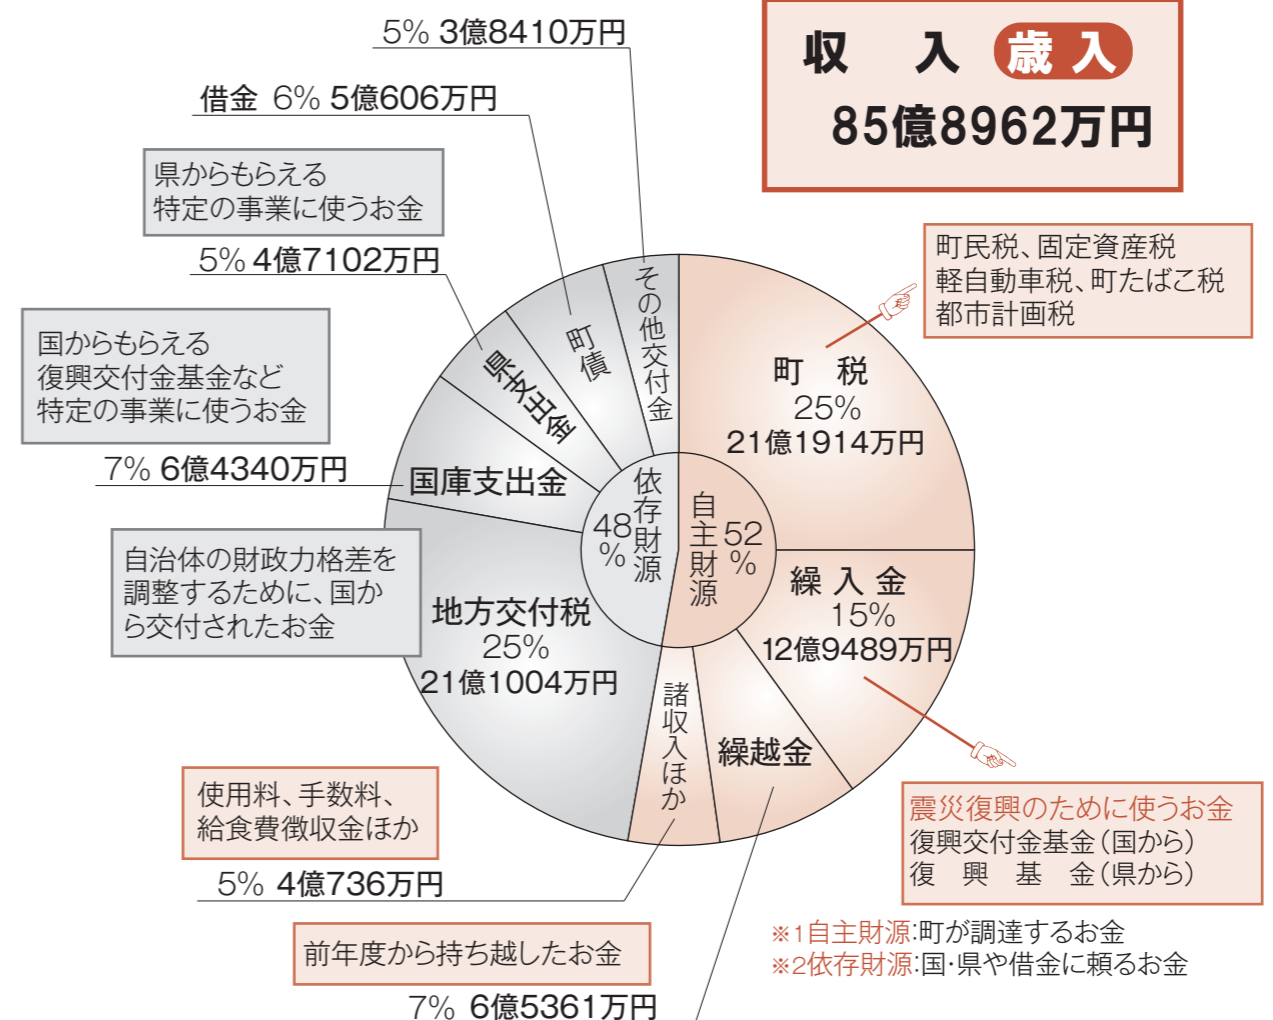 収 入 歳 入
85億8962万円
5% 3億8410万円
借金 6% 5億606万円
県からもらえる
特定の事業に使うお金
5% 4億7102万円
国からもらえる
復興交付金基金など
特定の事業に使うお金
7% 6億4340万円
自治体の財政力格差を
調整するために、国か
ら交付されたお金
町民税、固定資産税
軽自動車税、町たばこ税
都市計画税
その他交付金
町債
県支出金
国庫支出金
地方交付税
25%
21億1004万円
町 税
25%
21億1914万円
依存財源
48
%
自主財源
52
%
繰入金
15%
12億9489万円
繰越金
諸収入ほか
震災復興のために使うお金
復興交付金基金(国から)
復 興 基 金(県から)
使用料、手数料、
給食費徴収金ほか
5% 4億736万円
前年度から持ち越したお金
7% 6億5361万円
※1自主財源:町が調達するお金
※2依存財源:国・県や借金に頼るお金